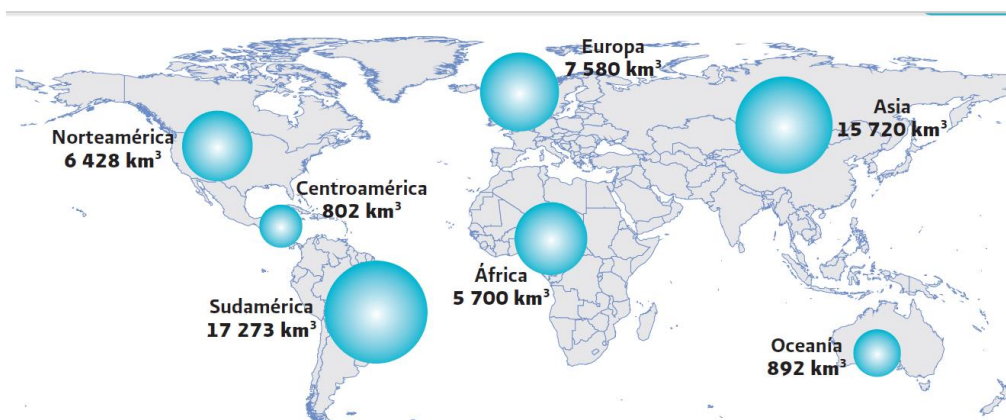 Europa
7 580 km³
Asia
15 720 km³
Norteamérica
6 428 km³
Centroamérica
802 km³
África
5 700 km³
Sudamérica
17 273 km³
Oceanía
892 km³